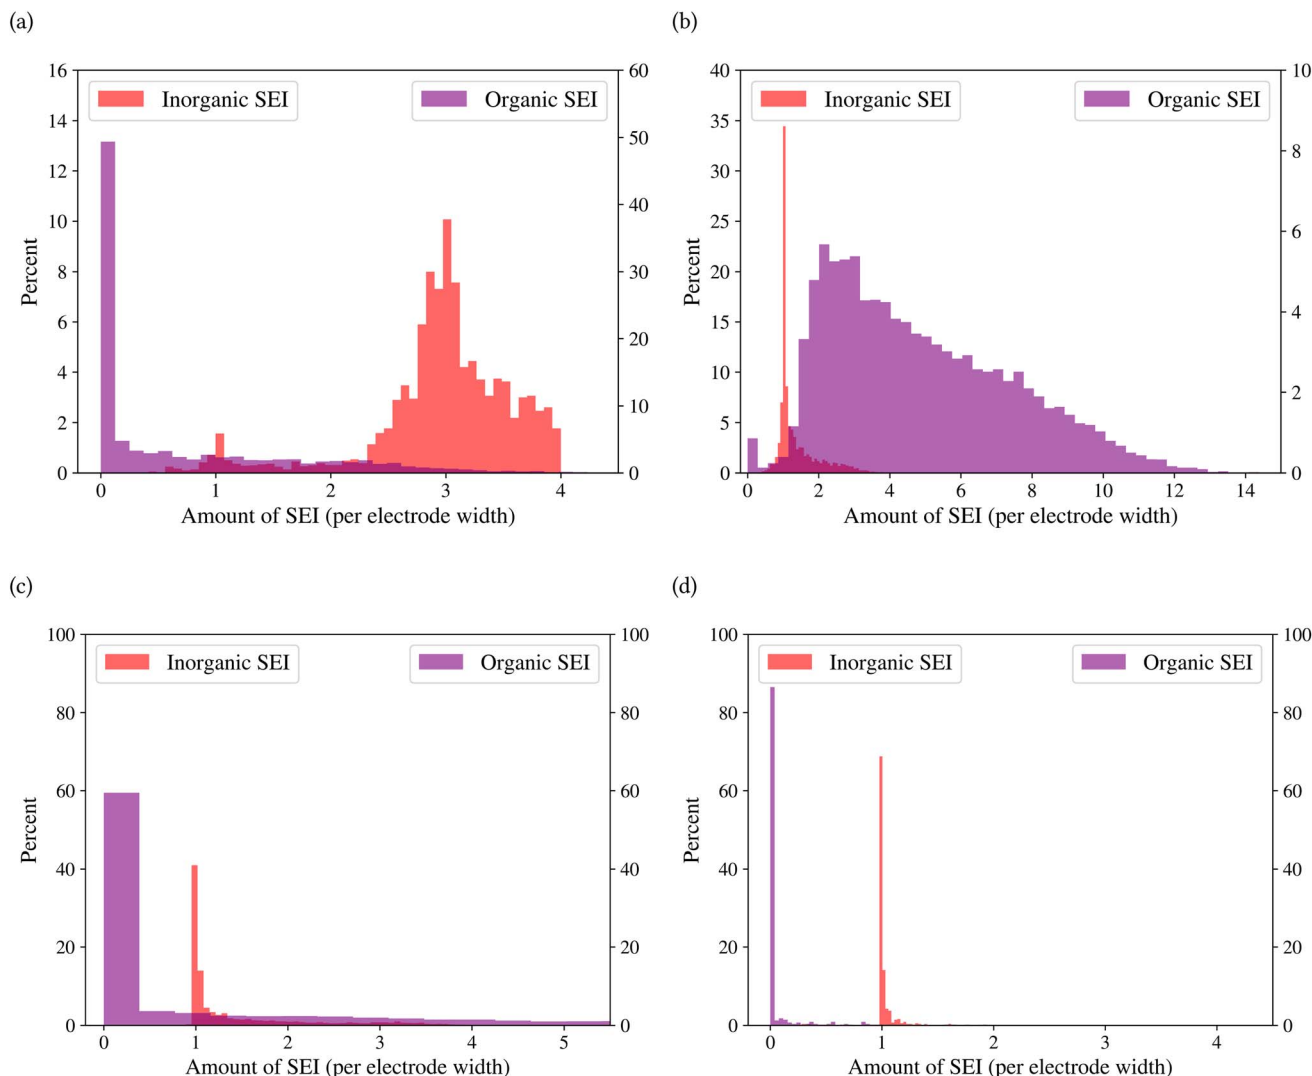 (a)
(b)
Inorganic SEI
Organic SEI
Percent
16
14
12
10
8
6
4
2
0
60
50
40
30
20
10
0
0 1 2 3 4
Amount of SEI (per electrode width)
Inorganic SEI
Organic SEI
Percent
40
35
30
25
20
15
10
5
0
10
8
6
4
2
0
0 2 4 6 8 10 12 14
Amount of SEI (per electrode width)
(c)
(d)
Inorganic SEI
Organic SEI
Percent
100
80
60
40
20
0
100
80
60
40
20
0
0 1 2 3 4 5
Amount of SEI (per electrode width)
Inorganic SEI
Organic SEI
Percent
100
80
60
40
20
0
100
80
60
40
20
0
0 1 2 3 4
Amount of SEI (per electrode width)